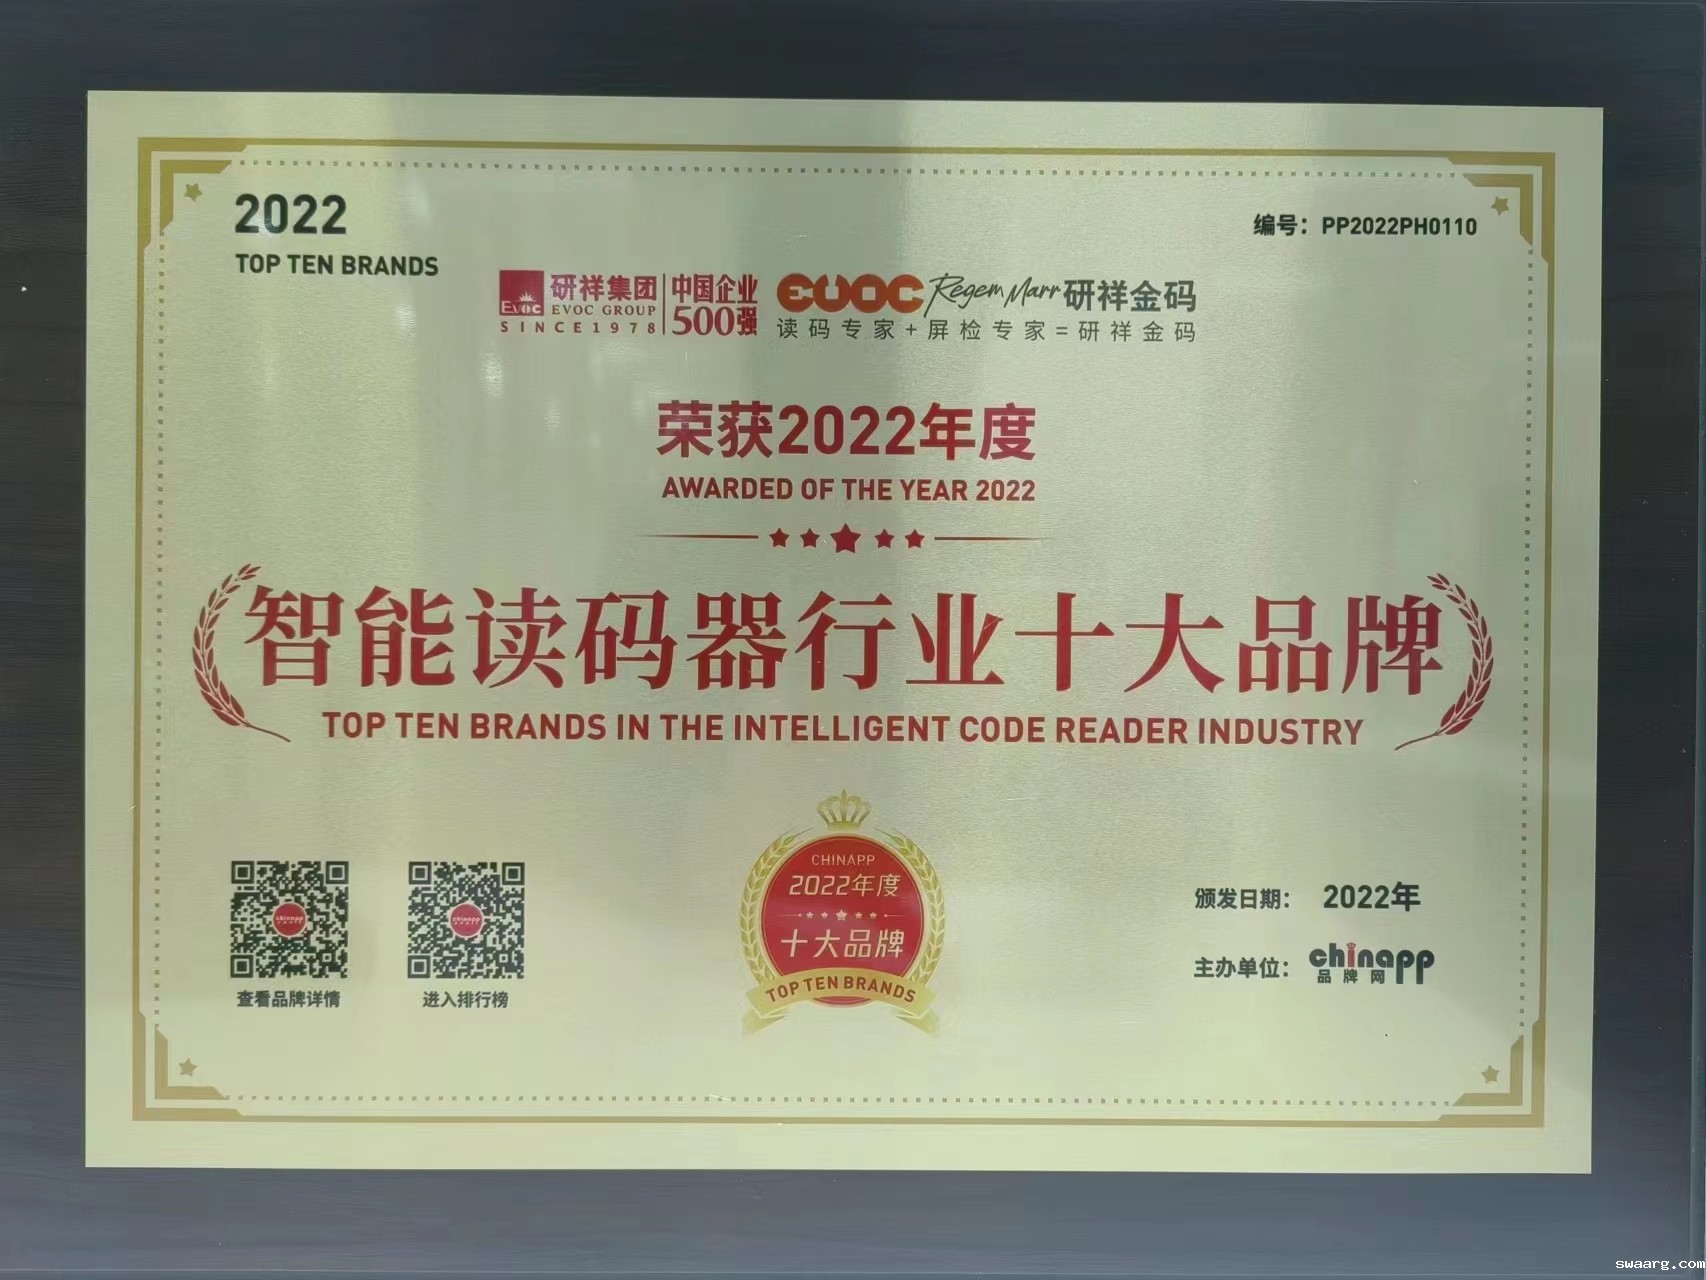 2022
TOP TEN BRANDS
编号：PP2022PH0110
研祥集团
EVOC
EVOC GROUP
SINCE1978
中国企业
500强
EVOC Regem Marr 研祥金码
读码专家+屏检专家=研祥金码
荣获2022年度
AWARDED OF THE YEAR 2022
智能读码器行业十大品牌
TOP TEN BRANDS IN THE INTELLIGENT CODE READER INDUSTRY
chinapp
查看品牌详情
chinapp
进入排行榜
CHINAPP
2022年度
十大品牌
TOP TEN BRANDS
颁发日期： 2022年
主办单位： chinapp
品牌网
swaarg.com